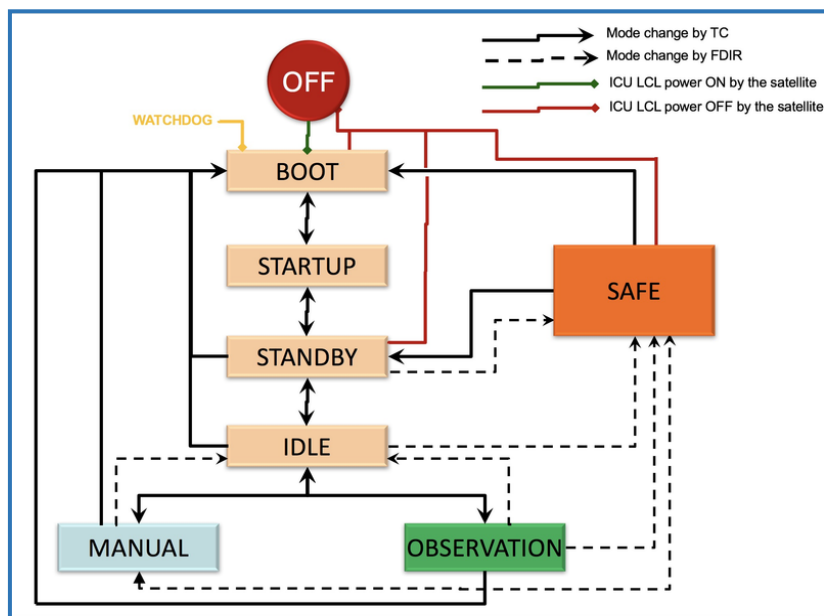 Mode change by TC
Mode change by FDIR
ICU LCL power ON by the satellite
ICU LCL power OFF by the satellite
OFF
WATCHDOG
BOOT
STARTUP
SAFE
STANDBY
IDLE
MANUAL
OBSERVATION